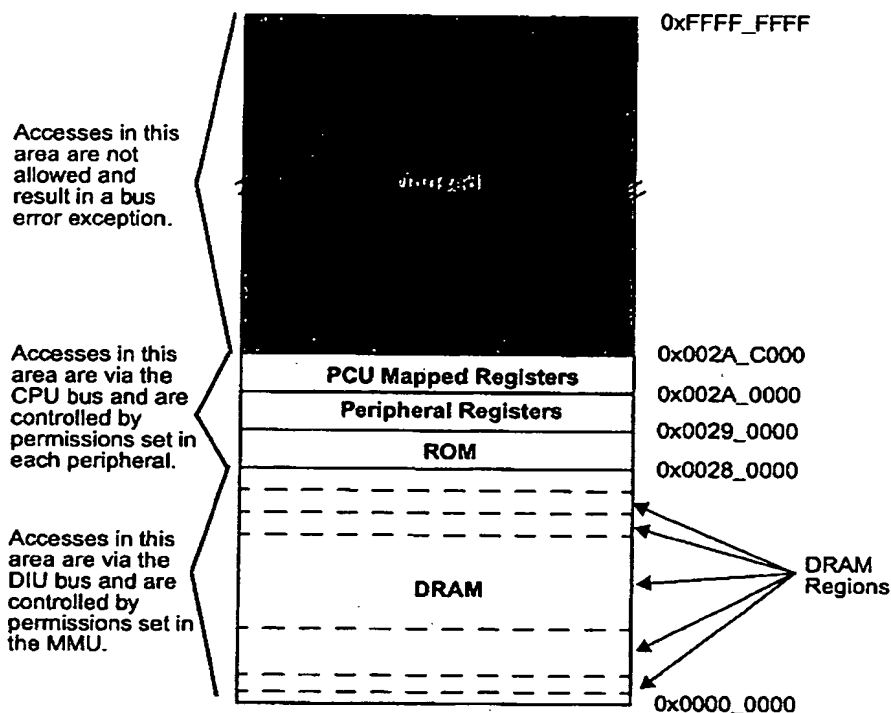 0xFFFF_FFFF
Accesses in this
area are not
allowed and
result in a bus
error exception.
0x002A_C000
PCU Mapped Registers
0x002A_0000
Peripheral Registers
0x0029_0000
ROM
0x0028_0000
Accesses in this
area are via the
CPU bus and are
controlled by
permissions set in
each peripheral.
Accesses in this
area are via the
DIU bus and are
controlled by
permissions set in
the MMU.
DRAM
DRAM
Regions
0x0000_0000